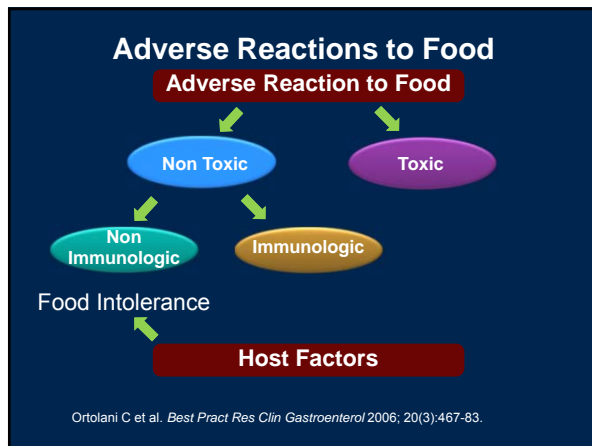 Adverse Reactions to Food
Adverse Reaction to Food
Non Toxic
Toxic
Non
Immunologic
Immunologic
Food Intolerance
Host Factors
Ortolani C et al. Best Pract Res Clin Gastroenterol 2006; 20(3):467-83.